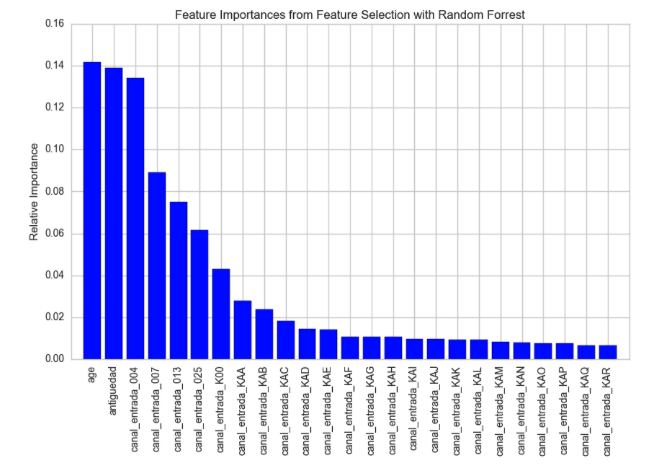 Feature Importances from Feature Selection with Random Forrest
Relative Importance
0.16
0.14
0.12
0.10
0.08
0.06
0.04
0.02
0.00
age
antiguedad
canal_entrada_004
canal_entrada_007
canal_entrada_013
canal_entrada_025
canal_entrada_K00
canal_entrada_KAA
canal_entrada_KAB
canal_entrada_KAC
canal_entrada_KAD
canal_entrada_KAE
canal_entrada_KAF
canal_entrada_KAG
canal_entrada_KAH
canal_entrada_KAI
canal_entrada_KAJ
canal_entrada_KAK
canal_entrada_KAL
canal_entrada_KAM
canal_entrada_KAN
canal_entrada_KAO
canal_entrada_KAP
canal_entrada_KAQ
canal_entrada_KAR